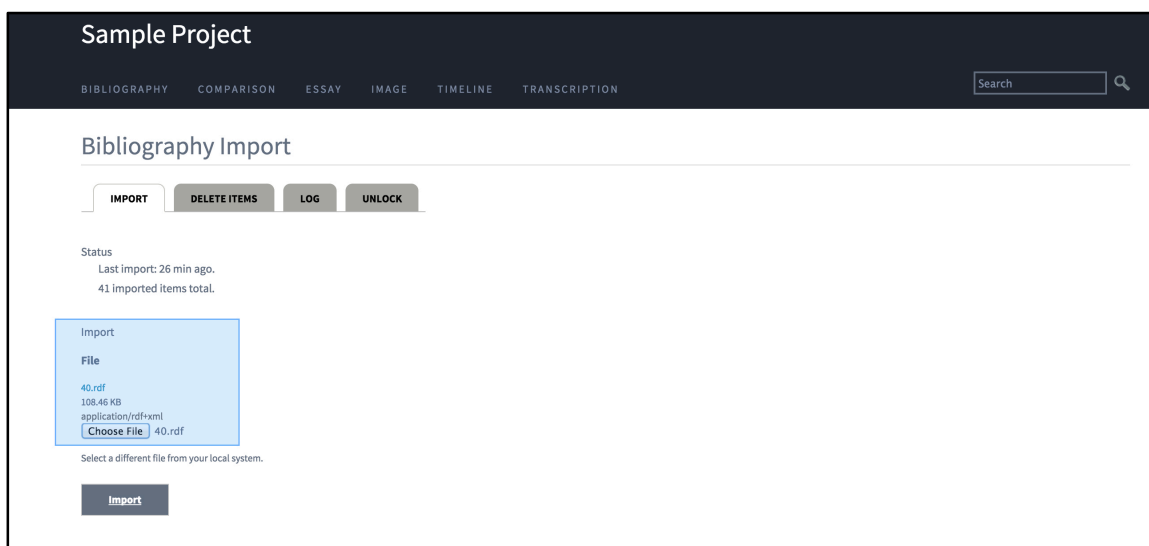 Sample Project
BIBLIOGRAPHY COMPARISON ESSAY IMAGE TIMELINE TRANSCRIPTION Search
Bibliography Import
IMPORT DELETE ITEMS LOG UNLOCK
Status
Last import: 26 min ago.
41 imported items total.
Import
File
40.rdf
108.46 KB
application/rdf+xml
Choose File 40.rdf
Select a different file from your local system.
Import